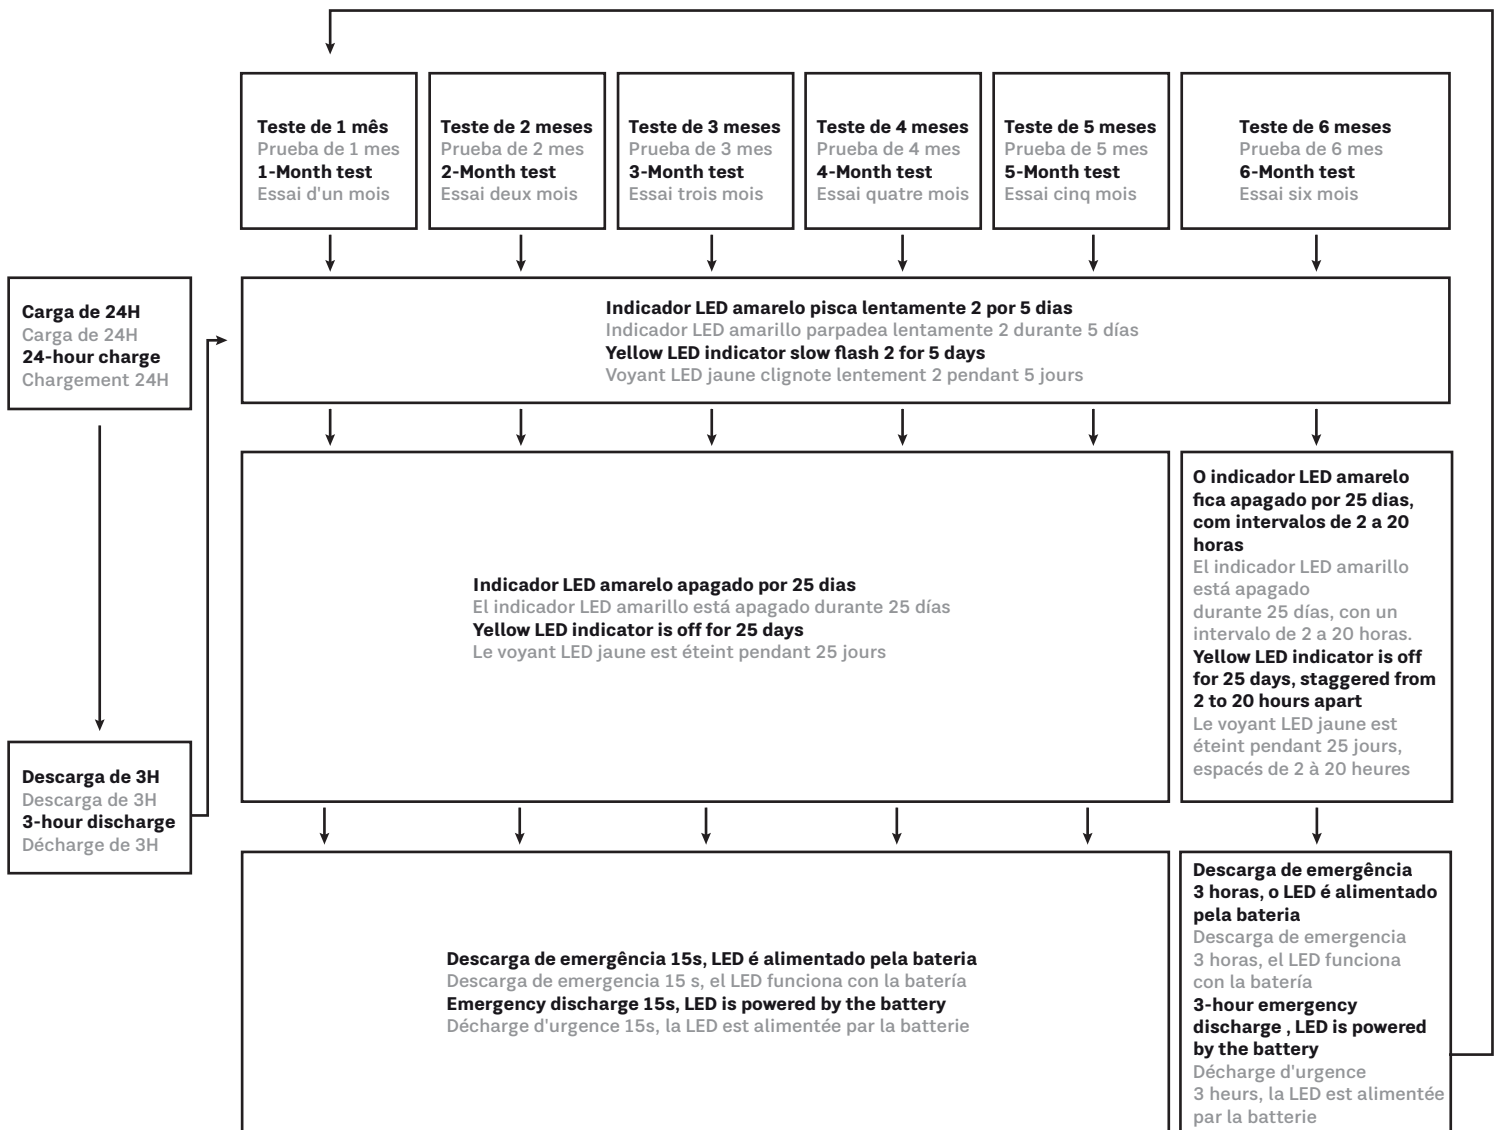 Teste de 1 mês
Prueba de 1 mes
1-Month test
Essai d'un mois
Teste de 2 meses
Prueba de 2 mes
2-Month test
Essai deux mois
Teste de 3 meses
Prueba de 3 mes
3-Month test
Essai trois mois
Teste de 4 meses
Prueba de 4 mes
4-Month test
Essai quatre mois
Teste de 5 meses
Prueba de 5 mes
5-Month test
Essai cinq mois
Teste de 6 meses
Prueba de 6 mes
6-Month test
Essai six mois
Carga de 24H
Carga de 24H
24-hour charge
Chargement 24H
Indicador LED amarelo pisca lentamente 2 por 5 dias
Indicador LED amarillo parpadea lentamente 2 durante 5 días
Yellow LED indicator slow flash 2 for 5 days
Voyant LED jaune clignote lentement 2 pendant 5 jours
Indicador LED amarelo apagado por 25 dias
El indicador LED amarillo está apagado durante 25 días
Yellow LED indicator is off for 25 days
Le voyant LED jaune est éteint pendant 25 jours
O indicador LED amarelo
fica apagado por 25 dias,
com intervalos de 2 a 20
horas
El indicador LED amarillo
está apagado
durante 25 días, con un
intervalo de 2 a 20 horas.
Yellow LED indicator is off
for 25 days, staggered from
2 to 20 hours apart
Le voyant LED jaune est
éteint pendant 25 jours,
espacés de 2 à 20 heures
Descarga de 3H
Descarga de 3H
3-hour discharge
Décharge de 3H
Descarga de emergência 15s, LED é alimentado pela bateria
Descarga de emergencia 15 s, el LED funciona con la batería
Emergency discharge 15s, LED is powered by the battery
Décharge d'urgence 15s, la LED est alimentée par la batterie
Descarga de emergência
3 horas, o LED é alimentado
pela bateria
Descarga de emergencia
3 horas, el LED funciona
con la batería
3-hour emergency
discharge , LED is powered
by the battery
Décharge d'urgence
3 heurs, la LED est alimentée
par la batterie